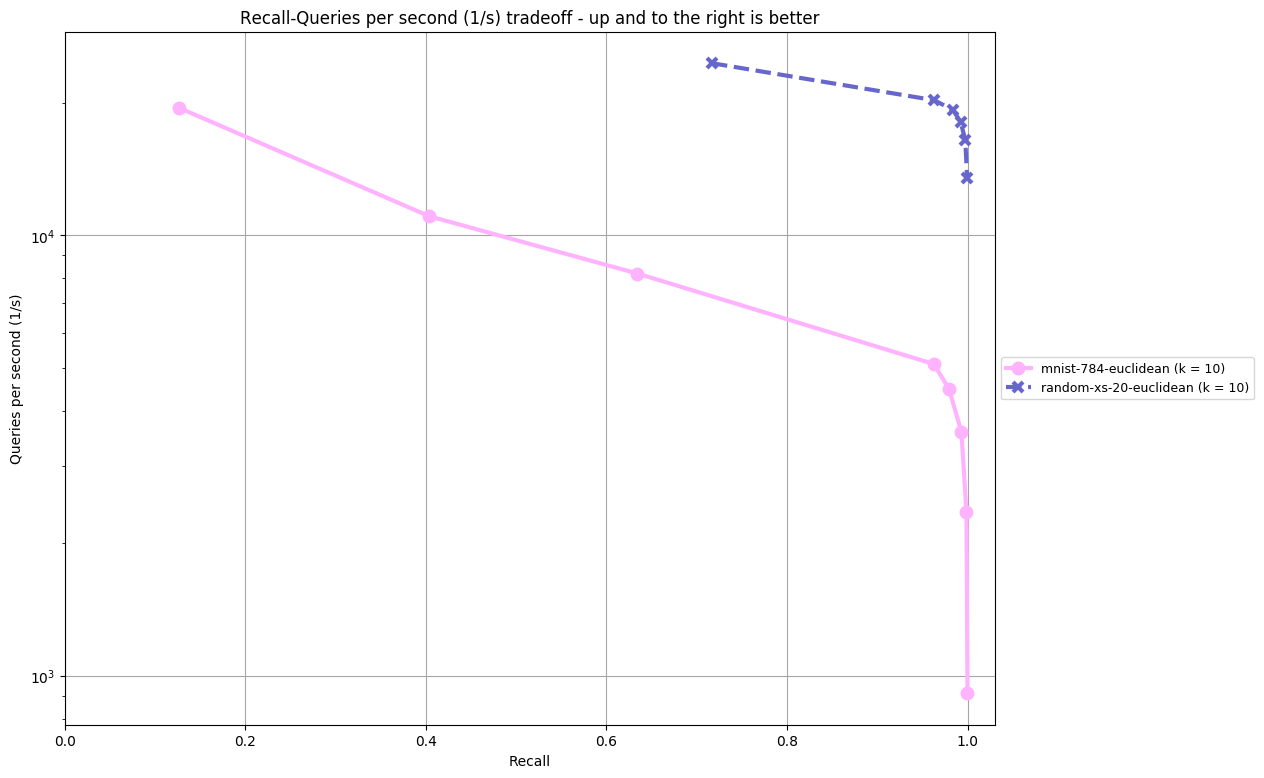 Recall-Queries per second (1/s) tradeoff - up and to the right is better
Queries per second (1/s)
10⁴
10³
0.0 0.2 0.4 0.6 0.8 1.0
Recall
mnist-784-euclidean (k = 10)
random-xs-20-euclidean (k = 10)